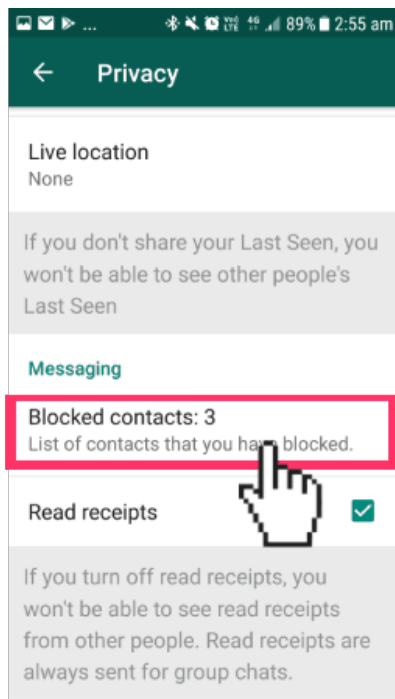 ... Vo) LTE 4G 89% 2:55 am
Privacy
Live location
None
If you don't share your Last Seen, you
won't be able to see other people's
Last Seen
Messaging
Blocked contacts: 3
List of contacts that you have blocked.
Read receipts
If you turn off read receipts, you
won't be able to see read receipts
from other people. Read receipts are
always sent for group chats.